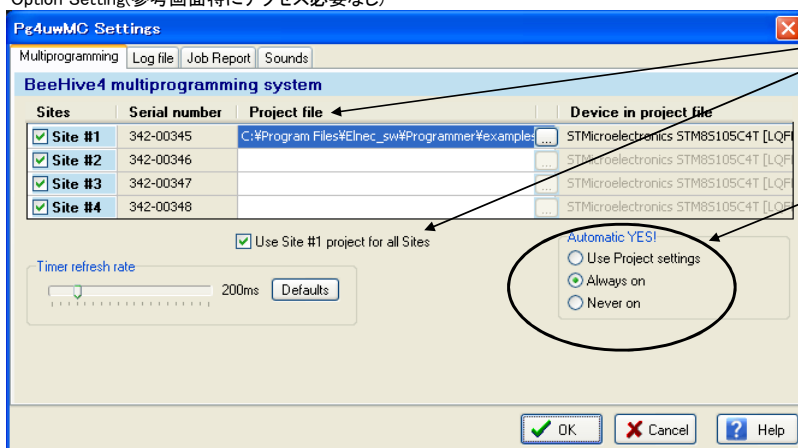 Option Setting(参考画面特にアクセス必要なし)
Pg4uwMC Settings
Multiprogramming Log file Job Report Sounds
BeeHive4 multiprogramming system
Sites Serial number Project file Device in project file
Site #1 342-00345 C:¥Program Files¥Elnec_sw¥Programmer¥examples ... STMicroelectronics STM8S105C4T [LQF
Site #2 342-00346 ... STMicroelectronics STM8S105C4T [LQF
Site #3 342-00347 ... STMicroelectronics STM8S105C4T [LQF
Site #4 342-00348 ... STMicroelectronics STM8S105C4T [LQF
Use Site #1 project for all Sites
Automatic YES!
Use Project settings
Always on
Never on
Timer refresh rate
200ms Defaults
OK Cancel ? Help